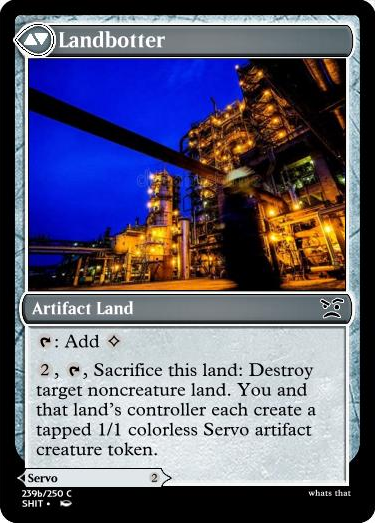 Landbotter
Artifact Land
: Add
2, , Sacrifice this land: Destroy
target noncreature land. You and
that land's controller each create a
tapped 1/1 colorless Servo artifact
creature token.
Servo 2
239b/250 C
SHIT •
whats that